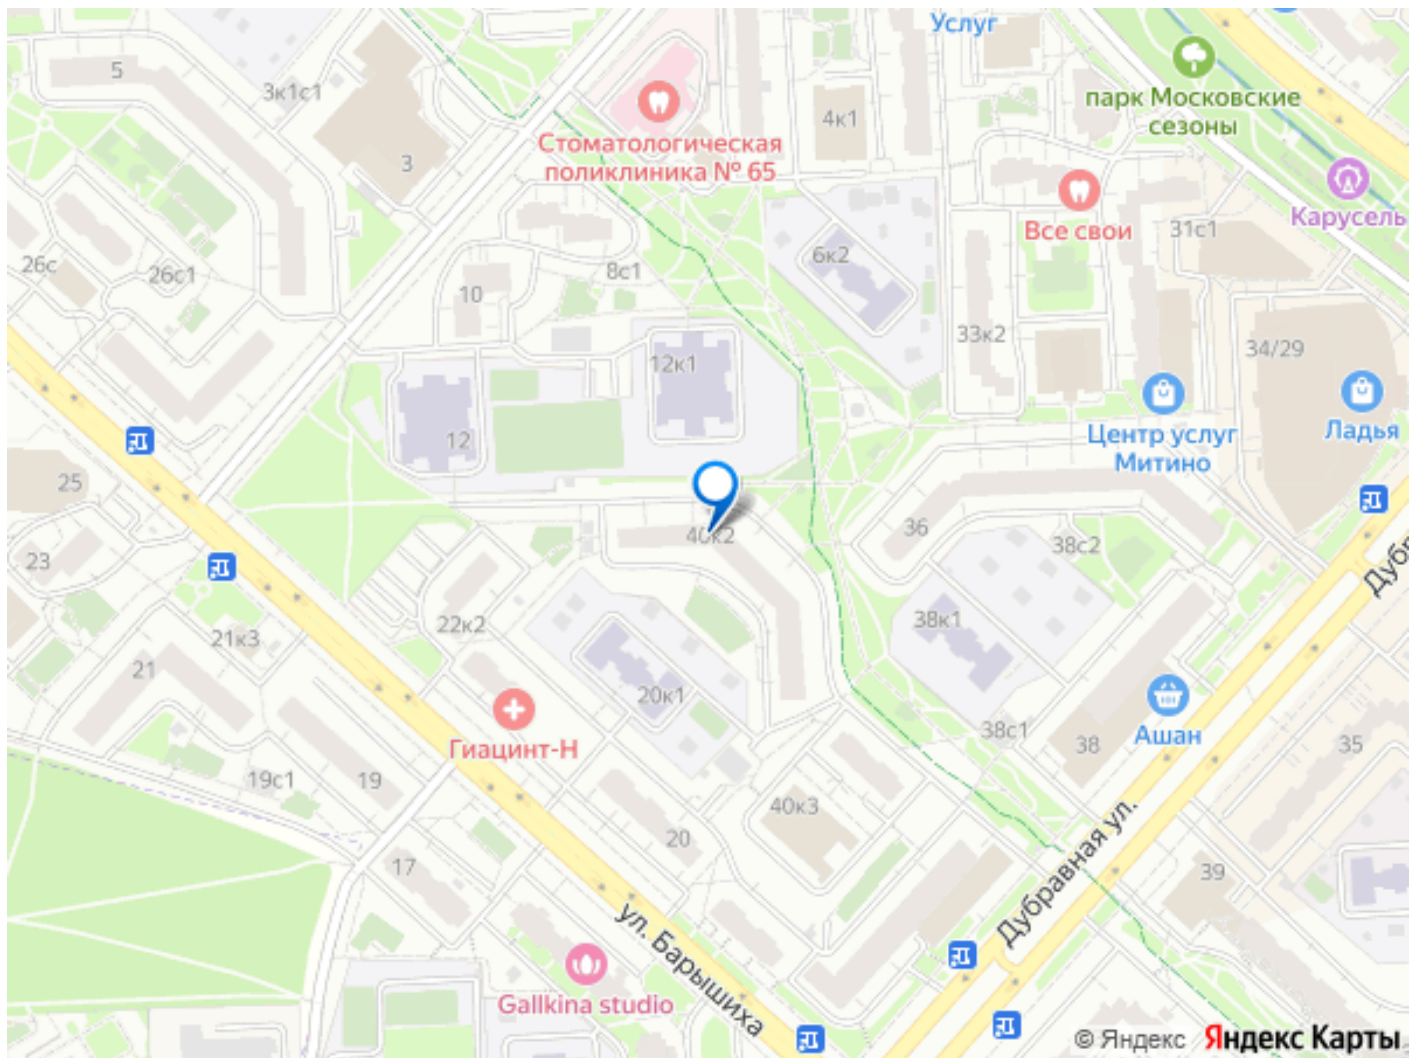 Услуг
5
3к1с1
парк Московские
сезоны
4к1
Стоматологическая
поликлиника № 65
3
Карусель
Все свои
31с1
6к2
26с
26с1
8с1
10
33к2
34/29
12к1
Ладья
Центр услуг
Митино
12
25
36
40к2
38с2
23
Дубр
38к1
22к2
21к3
21
20к1
38с1
38
Ашан
35
Гиацинт-Н
19с1
19
40к3
20
17
39
Дубравная ул.
ул. Барышиха
Gallkina studio
© Яндекс Яндекс Карты